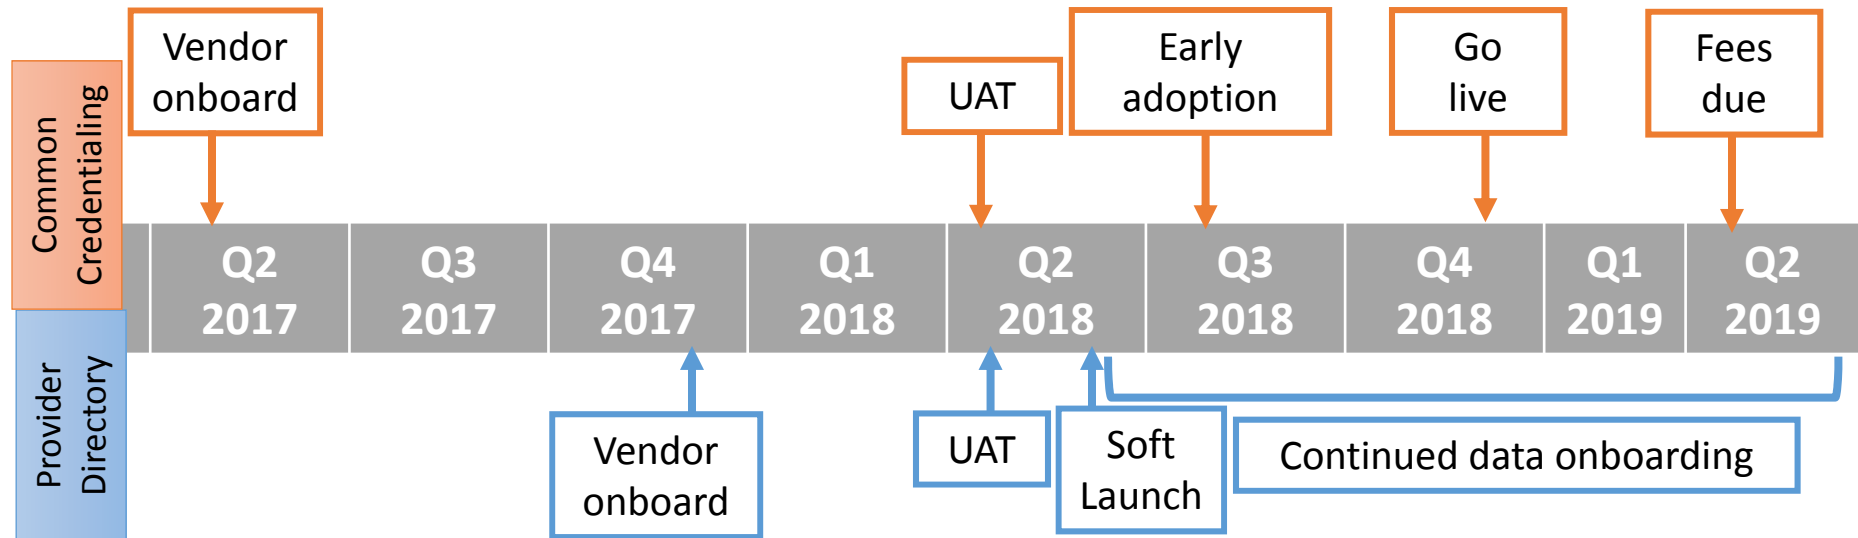 Common
Credentialing
Vendor
onboard
UAT
Early
adoption
Go
live
Fees
due
Q2
2017
Q3
2017
Q4
2017
Q1
2018
Q2
2018
Q3
2018
Q4
2018
Q1
2019
Q2
2019
Provider
Directory
Vendor
onboard
UAT
Soft
Launch
Continued data onboarding